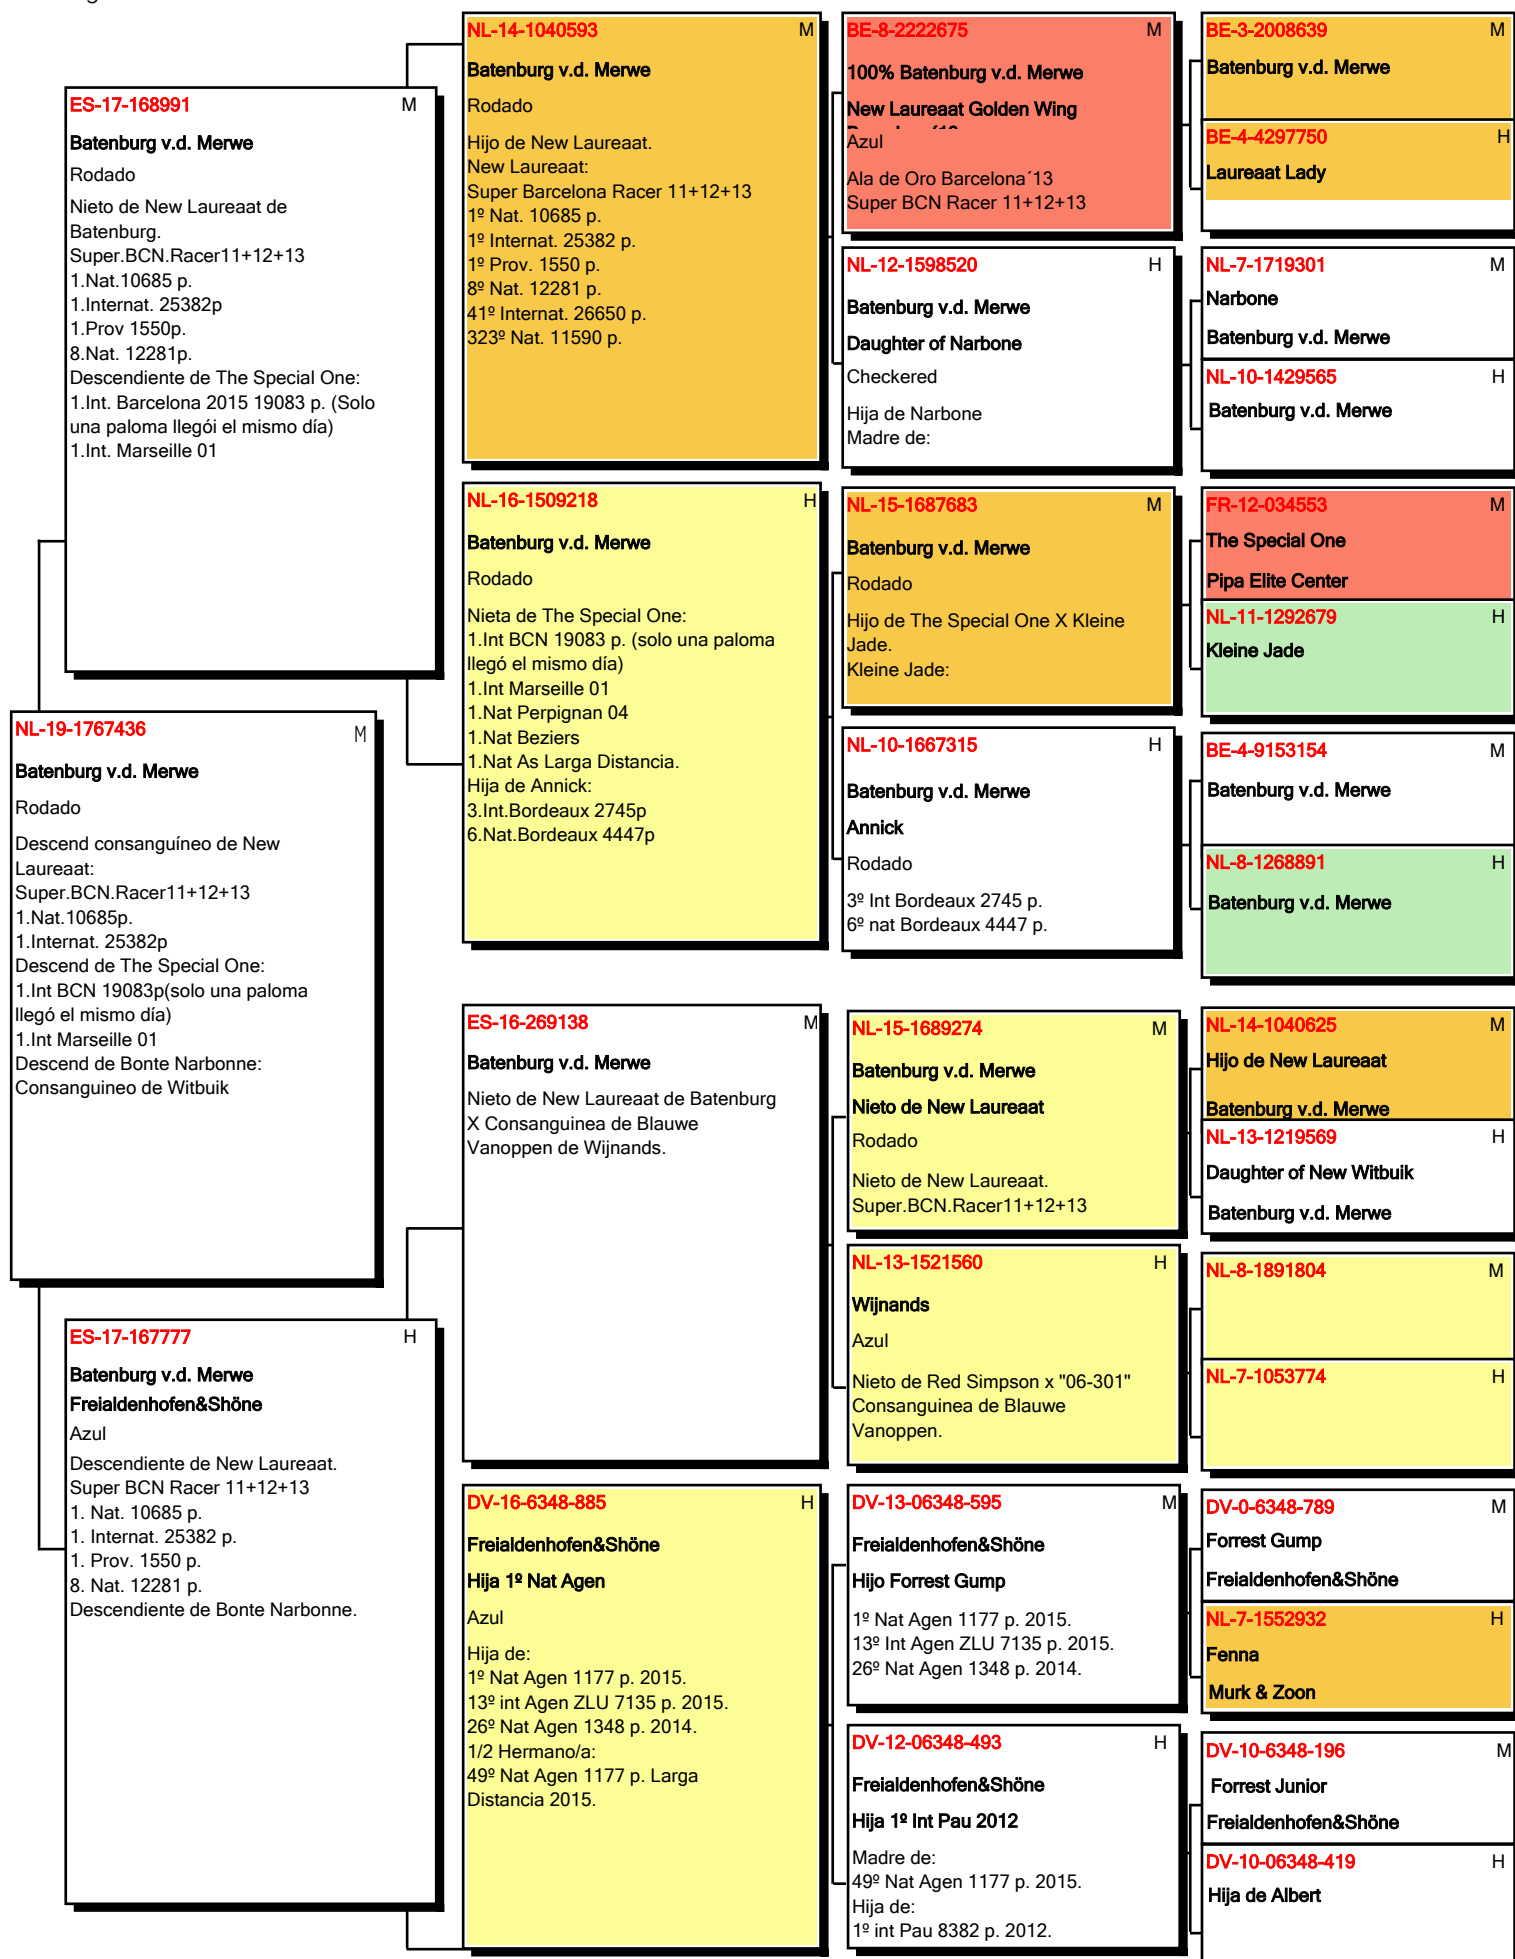 NL-19-1767436 M
Batenburg v.d. Merwe
Rodado
Descend consanguíneo de New
Laureaat:
Super.BCN.Racer11+12+13
1.Nat.10685p.
1.Internat. 25382p
Descend de The Special One:
1.Int BCN 19083p(solo una paloma
llegó el mismo día)
1.Int Marseille 01
Descend de Bonte Narbonne:
Consanguineo de Witbuik
ES-17-168991 M
Batenburg v.d. Merwe
Rodado
Nieto de New Laureaat de
Batenburg.
Super.BCN.Racer11+12+13
1.Nat.10685 p.
1.Internat. 25382p
1.Prov 1550p.
8.Nat. 12281p.
Descendiente de The Special One:
1.Int. Barcelona 2015 19083 p. (Solo
una paloma llegói el mismo día)
1.Int. Marseille 01
ES-17-167777 H
Batenburg v.d. Merwe
Freialdenhofen&Shöne
Azul
Descendiente de New Laureaat.
Super BCN Racer 11+12+13
1. Nat. 10685 p.
1. Internat. 25382 p.
1. Prov. 1550 p.
8. Nat. 12281 p.
Descendiente de Bonte Narbonne.
NL-14-1040593 M
Batenburg v.d. Merwe
Rodado
Hijo de New Laureaat.
New Laureaat:
Super Barcelona Racer 11+12+13
1º Nat. 10685 p.
1º Internat. 25382 p.
1º Prov. 1550 p.
8º Nat. 12281 p.
41º Internat. 26650 p.
323º Nat. 11590 p.
NL-16-1509218 H
Batenburg v.d. Merwe
Rodado
Nieta de The Special One:
1.Int BCN 19083 p. (solo una paloma
llegó el mismo día)
1.Int Marseille 01
1.Nat Perpignan 04
1.Nat Beziers
1.Nat As Larga Distancia.
Hija de Annick:
3.Int.Bordeaux 2745p
6.Nat.Bordeaux 4447p
ES-16-269138 M
Batenburg v.d. Merwe
Nieto de New Laureaat de Batenburg
X Consanguinea de Blauwe
Vanoppen de Wijnands.
DV-16-6348-885 H
Freialdenhofen&Shöne
Hija 1º Nat Agen
Azul
Hija de:
1º Nat Agen 1177 p. 2015.
13º int Agen ZLU 7135 p. 2015.
26º Nat Agen 1348 p. 2014.
1/2 Hermano/a:
49º Nat Agen 1177 p. Larga
Distancia 2015.
BE-8-2222675 M
100% Batenburg v.d. Merwe
New Laureaat Golden Wing
Azul
Ala de Oro Barcelona´13
Super BCN Racer 11+12+13
NL-12-1598520 H
Batenburg v.d. Merwe
Daughter of Narbone
Checkered
Hija de Narbone
Madre de:
NL-15-1687683 M
Batenburg v.d. Merwe
Rodado
Hijo de The Special One X Kleine
Jade.
Kleine Jade:
NL-10-1667315 H
Batenburg v.d. Merwe
Annick
Rodado
3º Int Bordeaux 2745 p.
6º nat Bordeaux 4447 p.
NL-15-1689274 M
Batenburg v.d. Merwe
Nieto de New Laureaat
Rodado
Nieto de New Laureaat.
Super.BCN.Racer11+12+13
NL-13-1521560 H
Wijnands
Azul
Nieto de Red Simpson x "06-301"
Consanguinea de Blauwe
Vanoppen.
DV-13-06348-595 M
Freialdenhofen&Shöne
Hijo Forrest Gump
1º Nat Agen 1177 p. 2015.
13º Int Agen ZLU 7135 p. 2015.
26º Nat Agen 1348 p. 2014.
DV-12-06348-493 H
Freialdenhofen&Shöne
Hija 1º Int Pau 2012
Madre de:
49º Nat Agen 1177 p. 2015.
Hija de:
1º int Pau 8382 p. 2012.
BE-3-2008639 M
Batenburg v.d. Merwe
BE-4-4297750 H
Laureaat Lady
NL-7-1719301 M
Narbone
Batenburg v.d. Merwe
NL-10-1429565 H
Batenburg v.d. Merwe
FR-12-034553 M
The Special One
Pipa Elite Center
NL-11-1292679 H
Kleine Jade
BE-4-9153154 M
Batenburg v.d. Merwe
NL-8-1268891 H
Batenburg v.d. Merwe
NL-14-1040625 M
Hijo de New Laureaat
Batenburg v.d. Merwe
NL-13-1219569 H
Daughter of New Witbuik
Batenburg v.d. Merwe
NL-8-1891804 M
NL-7-1053774 H
DV-0-6348-789 M
Forrest Gump
Freialdenhofen&Shöne
NL-7-1552932 H
Fenna
Murk & Zoon
DV-10-6348-196 M
Forrest Junior
Freialdenhofen&Shöne
DV-10-06348-419 H
Hija de Albert